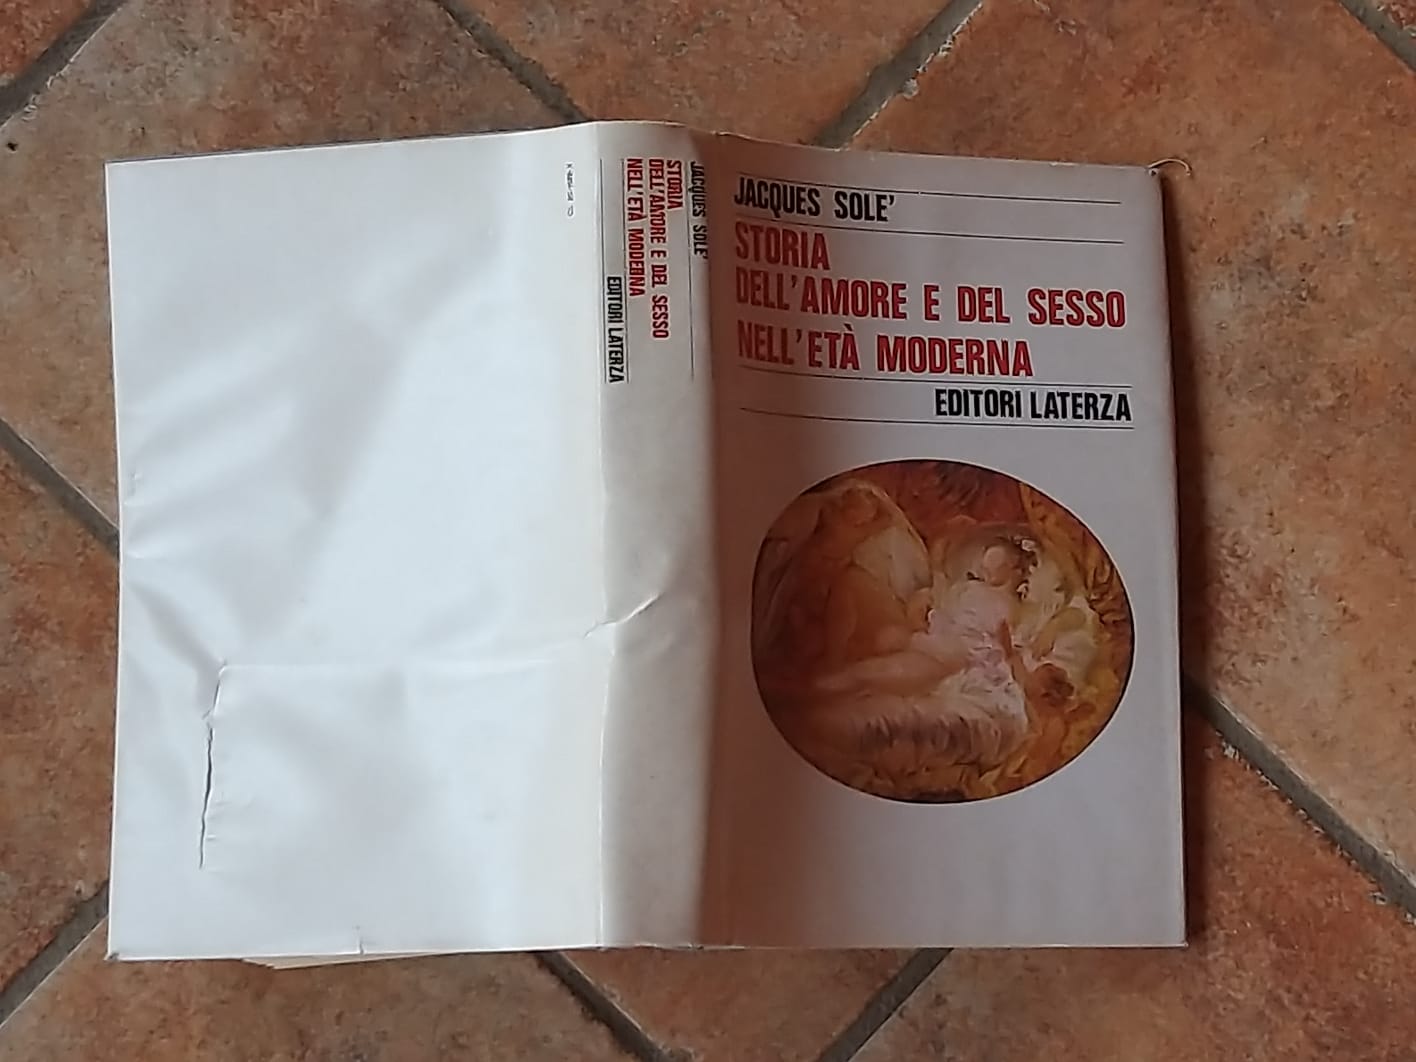 JACQUES SOLE'
STORIA
DELL'AMORE E DEL SESSO
NELL'ETÀ MODERNA
EDITORI LATERZA
JACQUES SOLE'
STORIA
DELL'AMORE E DEL SESSO
NELL'ETÀ MODERNA
EDITORI LATERZA